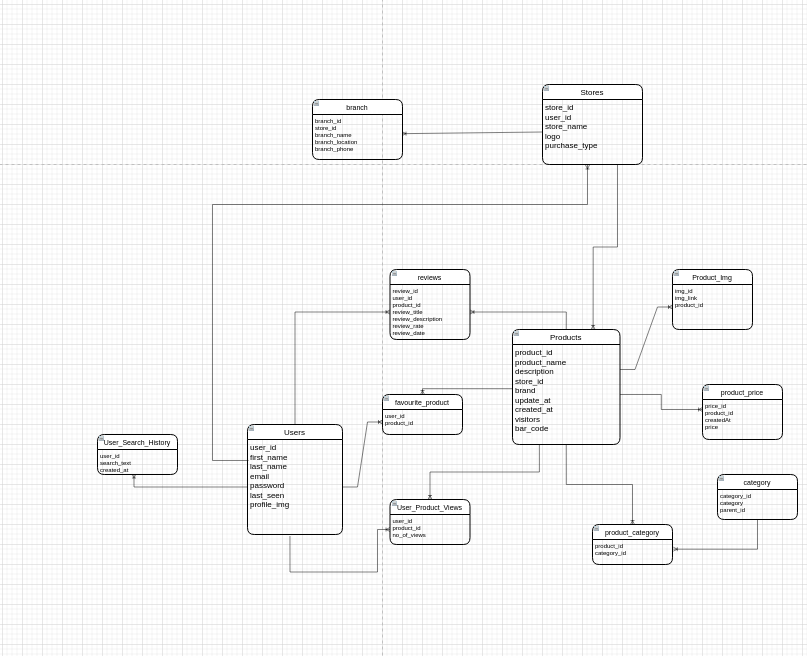 Stores
store_id
user_id
store_name
logo
purchase_type
branch
branch_id
store_id
branch_name
branch_location
branch_phone
reviews
review_id
user_id
product_id
review_title
review_description
review_rate
review_date
Product_Img
img_id
img_link
product_id
Products
product_id
product_name
description
store_id
brand
update_at
created_at
visitors
bar_code
favourite_product
user_id
product_id
product_price
price_id
product_id
createdAt
price
Users
user_id
first_name
last_name
email
password
last_seen
profile_img
User_Search_History
user_id
search_text
created_at
User_Product_Views
user_id
product_id
no_of_views
category
category_id
category
parent_id
product_category
product_id
category_id